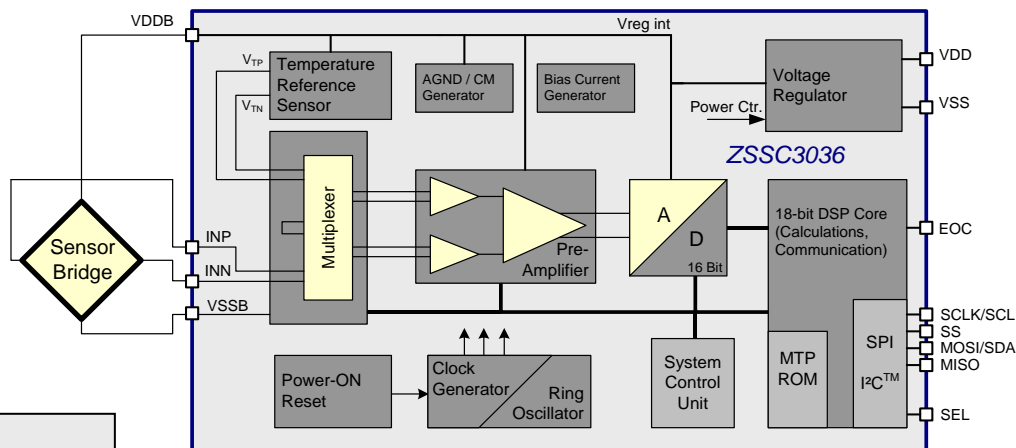 VDDB
Vreg int
VTP
VTN
Temperature
Reference
Sensor
AGND / CM
Generator
Bias Current
Generator
Voltage
Regulator
VDD
VSS
Power Ctr.
ZSSC3036
Sensor
Bridge
INP
INN
VSSB
Multiplexer
Pre-
Amplifier
A
D
16 Bit
18-bit DSP Core
(Calculations,
Communication)
EOC
SCLK/SCL
SS
MOSI/SDA
MISO
SEL
SPI
I²C™
MTP
ROM
System
Control
Unit
Power-ON
Reset
Clock
Generator
Ring
Oscillator